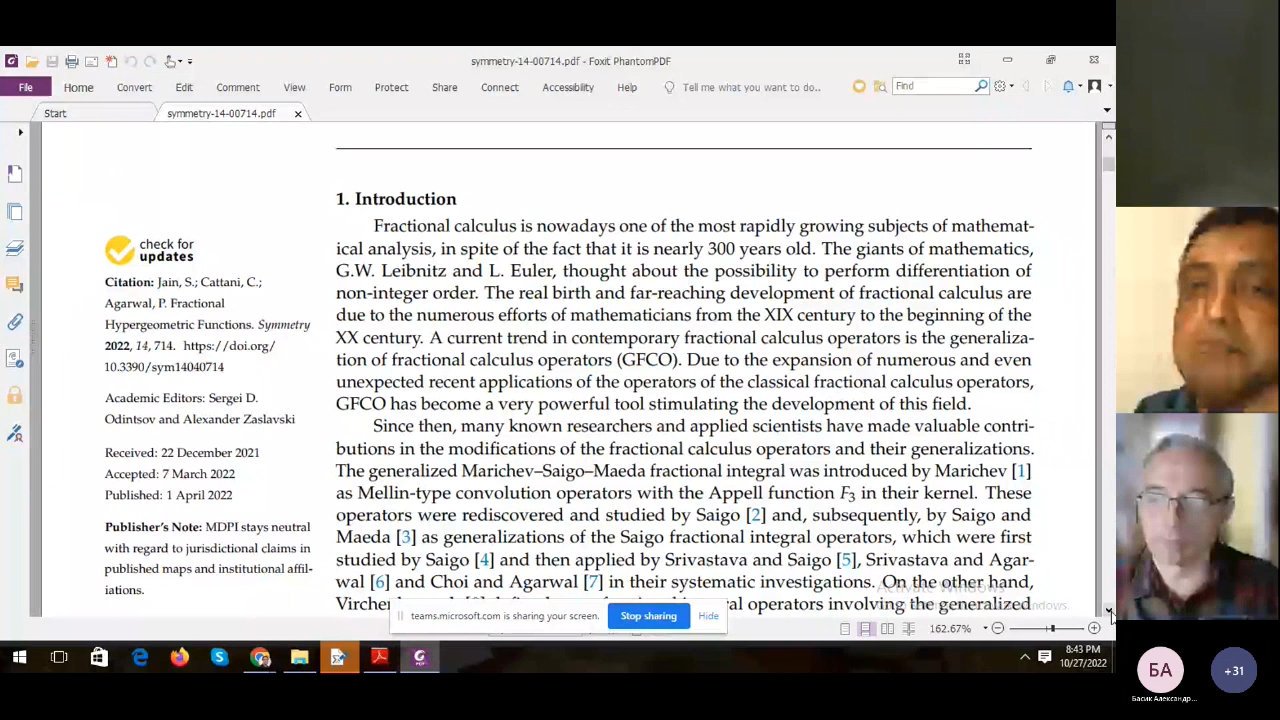 symmetry-14-00714.pdf - Foxit PhantomPDF
File Home Convert Edit Comment View Form Protect Share Connect Accessibility Help Tell me what you want to do.. Find
Start symmetry-14-00714.pdf
1. Introduction
Fractional calculus is nowadays one of the most rapidly growing subjects of mathemat-
ical analysis, in spite of the fact that it is nearly 300 years old. The giants of mathematics,
G.W. Leibnitz and L. Euler, thought about the possibility to perform differentiation of
non-integer order. The real birth and far-reaching development of fractional calculus are
due to the numerous efforts of mathematicians from the XIX century to the beginning of the
XX century. A current trend in contemporary fractional calculus operators is the generaliza-
tion of fractional calculus operators (GFCO). Due to the expansion of numerous and even
unexpected recent applications of the operators of the classical fractional calculus operators,
GFCO has become a very powerful tool stimulating the development of this field.
Since then, many known researchers and applied scientists have made valuable contri-
butions in the modifications of the fractional calculus operators and their generalizations.
The generalized Marichev–Saigo–Maeda fractional integral was introduced by Marichev [1]
as Mellin-type convolution operators with the Appell function F3 in their kernel. These
operators were rediscovered and studied by Saigo [2] and, subsequently, by Saigo and
Maeda [3] as generalizations of the Saigo fractional integral operators, which were first
studied by Saigo [4] and then applied by Srivastava and Saigo [5], Srivastava and Agar-
wal [6] and Choi and Agarwal [7] in their systematic investigations. On the other hand,
operators involving the generalized
check for
updates
Citation: Jain, S.; Cattani, C.;
Agarwal, P. Fractional
Hypergeometric Functions. Symmetry
2022, 14, 714. https://doi.org/
10.3390/sym14040714
Academic Editors: Sergei D.
Odintsov and Alexander Zaslavski
Received: 22 December 2021
Accepted: 7 March 2022
Published: 1 April 2022
Publisher's Note: MDPI stays neutral
with regard to jurisdictional claims in
published maps and institutional affil-
iations.
Activate Windows
teams.microsoft.com is sharing your screen. Stop sharing Hide
162.67%
8:43 PM
10/27/2022
БА
Басик Александр...
+31